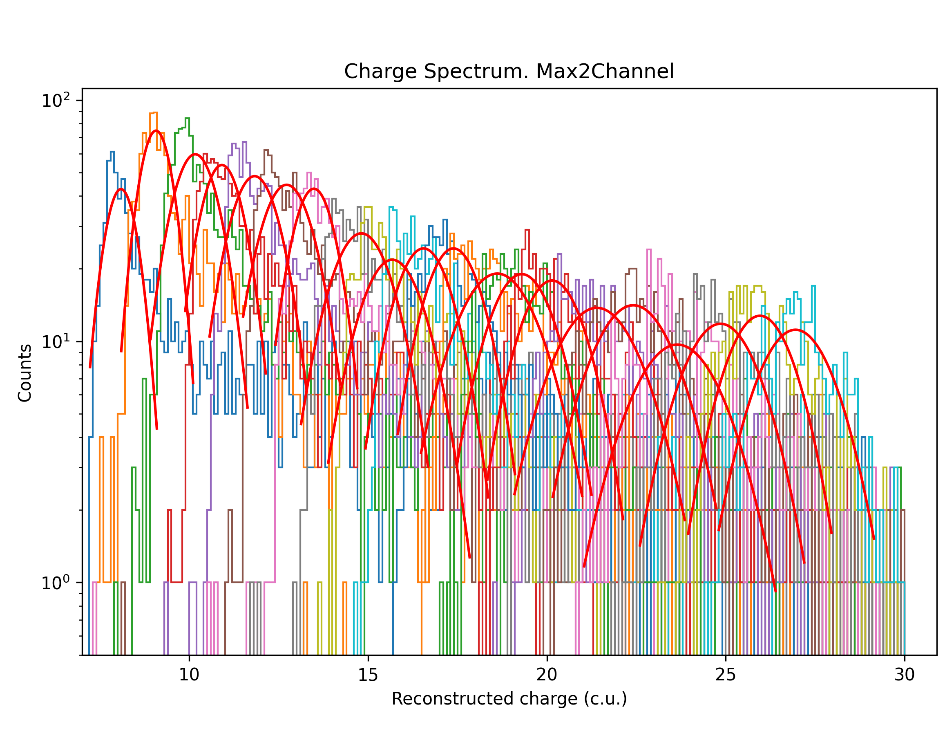 Charge Spectrum. Max2Channel
10²
10¹
10⁰
Counts
10 15 20 25 30
Reconstructed charge (c.u.)